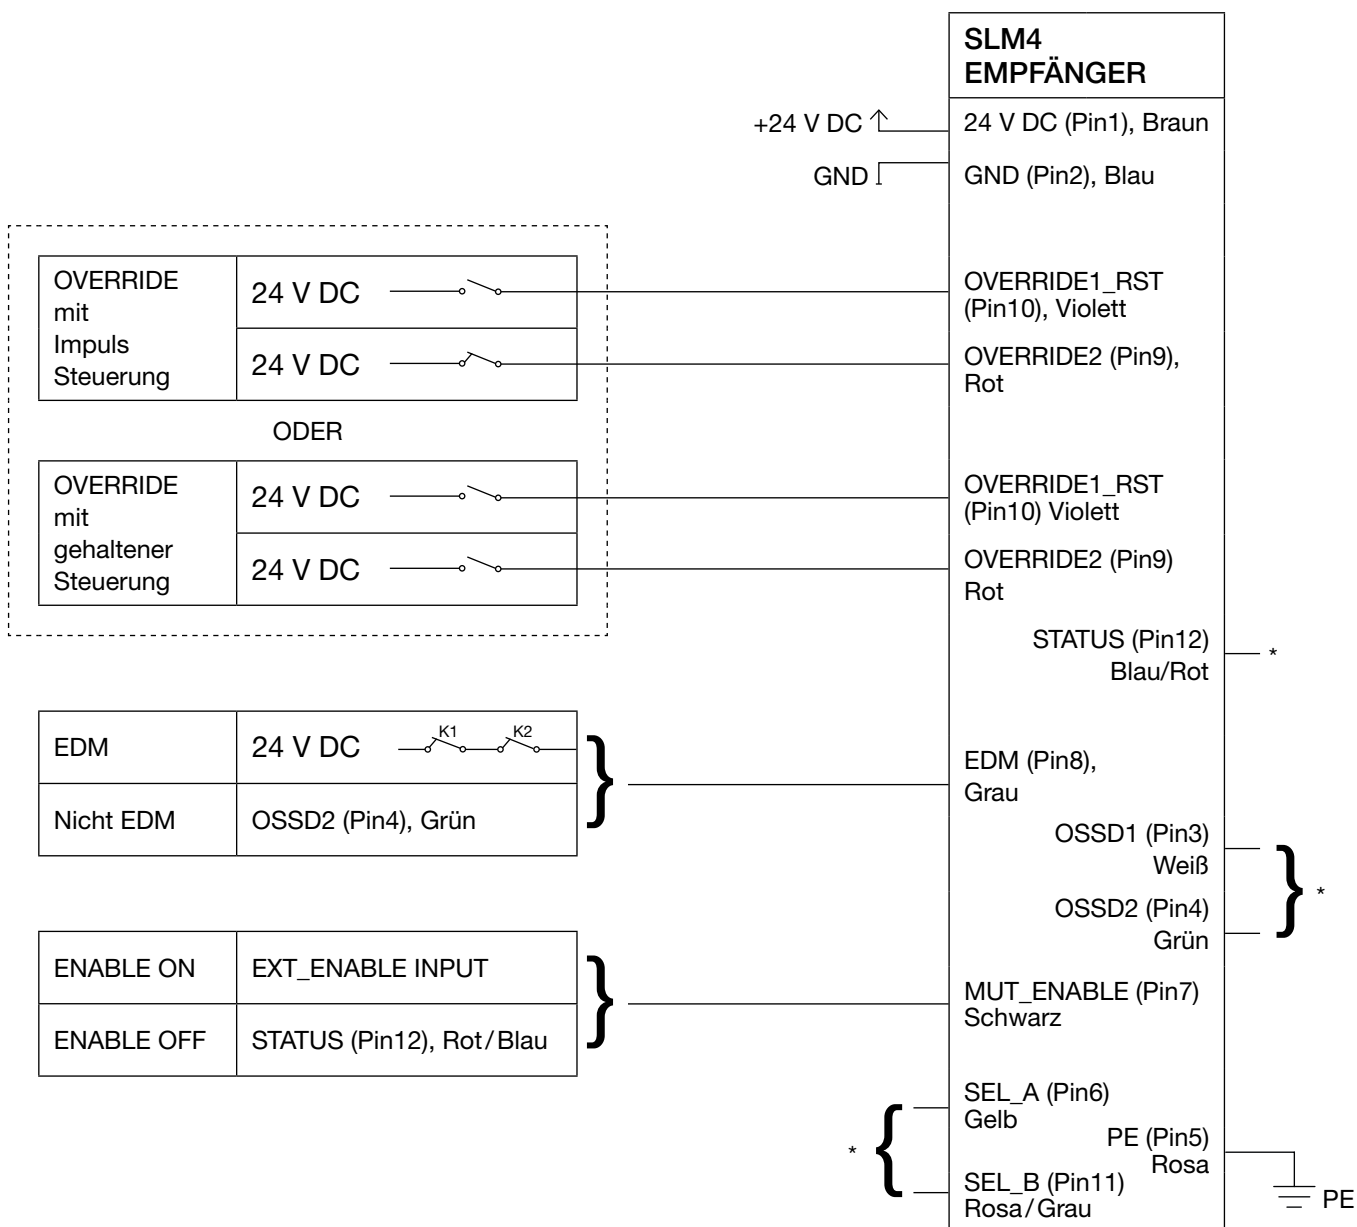 SLM4
EMPFÄNGER
+24 V DC
24 V DC (Pin1), Braun
GND
GND (Pin2), Blau
OVERRIDE
mit
Impuls
Steuerung
24 V DC
24 V DC
OVERRIDE1_RST
(Pin10), Violett
OVERRIDE2 (Pin9),
Rot
ODER
OVERRIDE
mit
gehaltener
Steuerung
24 V DC
24 V DC
OVERRIDE1_RST
(Pin10) Violett
OVERRIDE2 (Pin9)
Rot
STATUS (Pin12)
Blau/Rot
*
EDM
24 V DC
K1
K2
Nicht EDM
OSSD2 (Pin4), Grün
EDM (Pin8),
Grau
OSSD1 (Pin3)
Weiß
OSSD2 (Pin4)
Grün
*
ENABLE ON
EXT_ENABLE INPUT
ENABLE OFF
STATUS (Pin12), Rot/Blau
MUT_ENABLE (Pin7)
Schwarz
SEL_A (Pin6)
Gelb
*
PE (Pin5)
Rosa
SEL_B (Pin11)
Rosa/Grau
PE